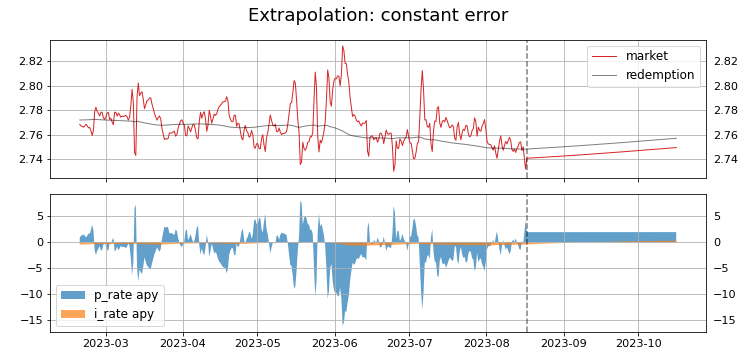 Extrapolation: constant error
2.82 2.82
2.80 2.80
2.78 2.78
2.76 2.76
2.74 2.74
market
redemption
5 5
0 0
−5 −5
−10 −10
−15 −15
p_rate apy
i_rate apy
2023-03 2023-04 2023-05 2023-06 2023-07 2023-08 2023-09 2023-10